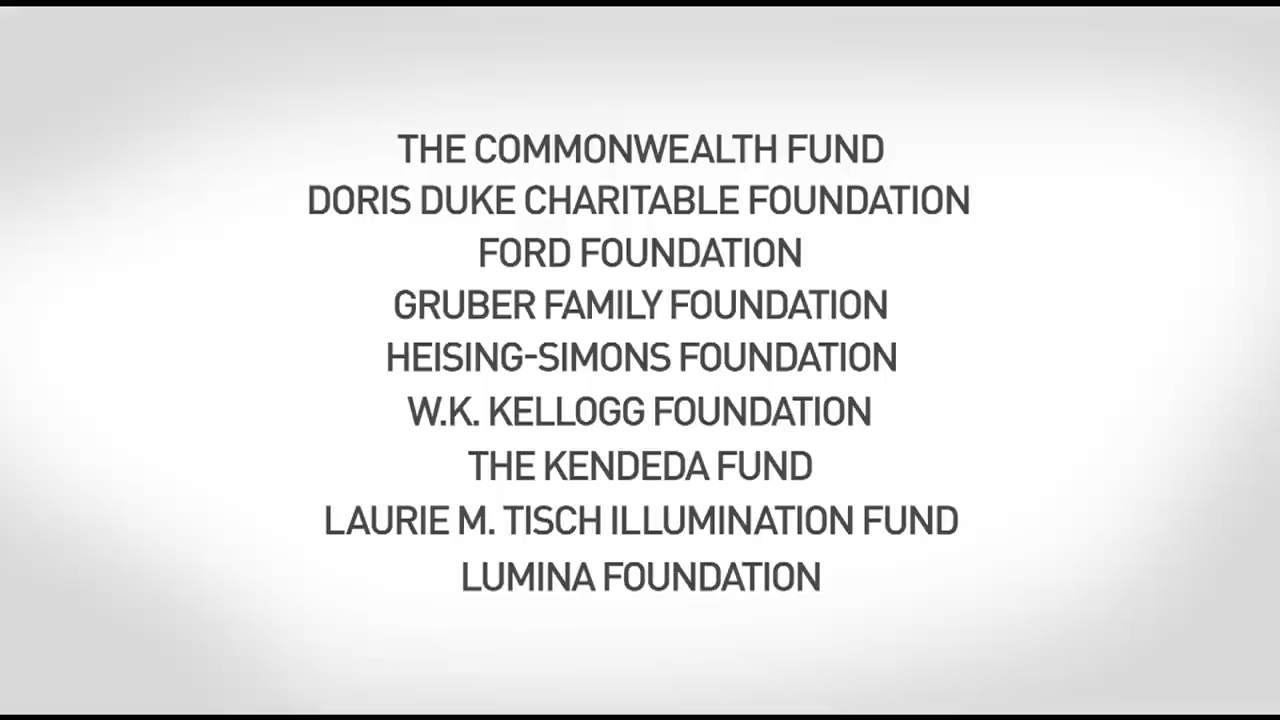 THE COMMONWEALTH FUND
DORIS DUKE CHARITABLE FOUNDATION
FORD FOUNDATION
GRUBER FAMILY FOUNDATION
HEISING-SIMONS FOUNDATION
W.K. KELLOGG FOUNDATION
THE KENDEDA FUND
LAURIE M. TISCH ILLUMINATION FUND
LUMINA FOUNDATION